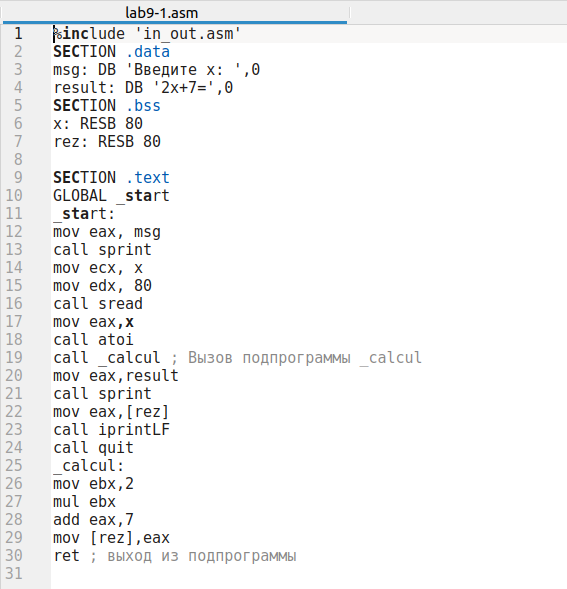 lab9-1.asm
1 %include 'in_out.asm'
2 SECTION .data
3 msg: DB 'Введите x: ',0
4 result: DB '2x+7=',0
5 SECTION .bss
6 x: RESB 80
7 rez: RESB 80
8
9 SECTION .text
10 GLOBAL _start
11 _start:
12 mov eax, msg
13 call sprint
14 mov ecx, x
15 mov edx, 80
16 call sread
17 mov eax,x
18 call atoi
19 call _calcul ; Вызов подпрограммы _calcul
20 mov eax,result
21 call sprint
22 mov eax,[rez]
23 call iprintLF
24 call quit
25 _calcul:
26 mov ebx,2
27 mul ebx
28 add eax,7
29 mov [rez],eax
30 ret ; выход из подпрограммы
31